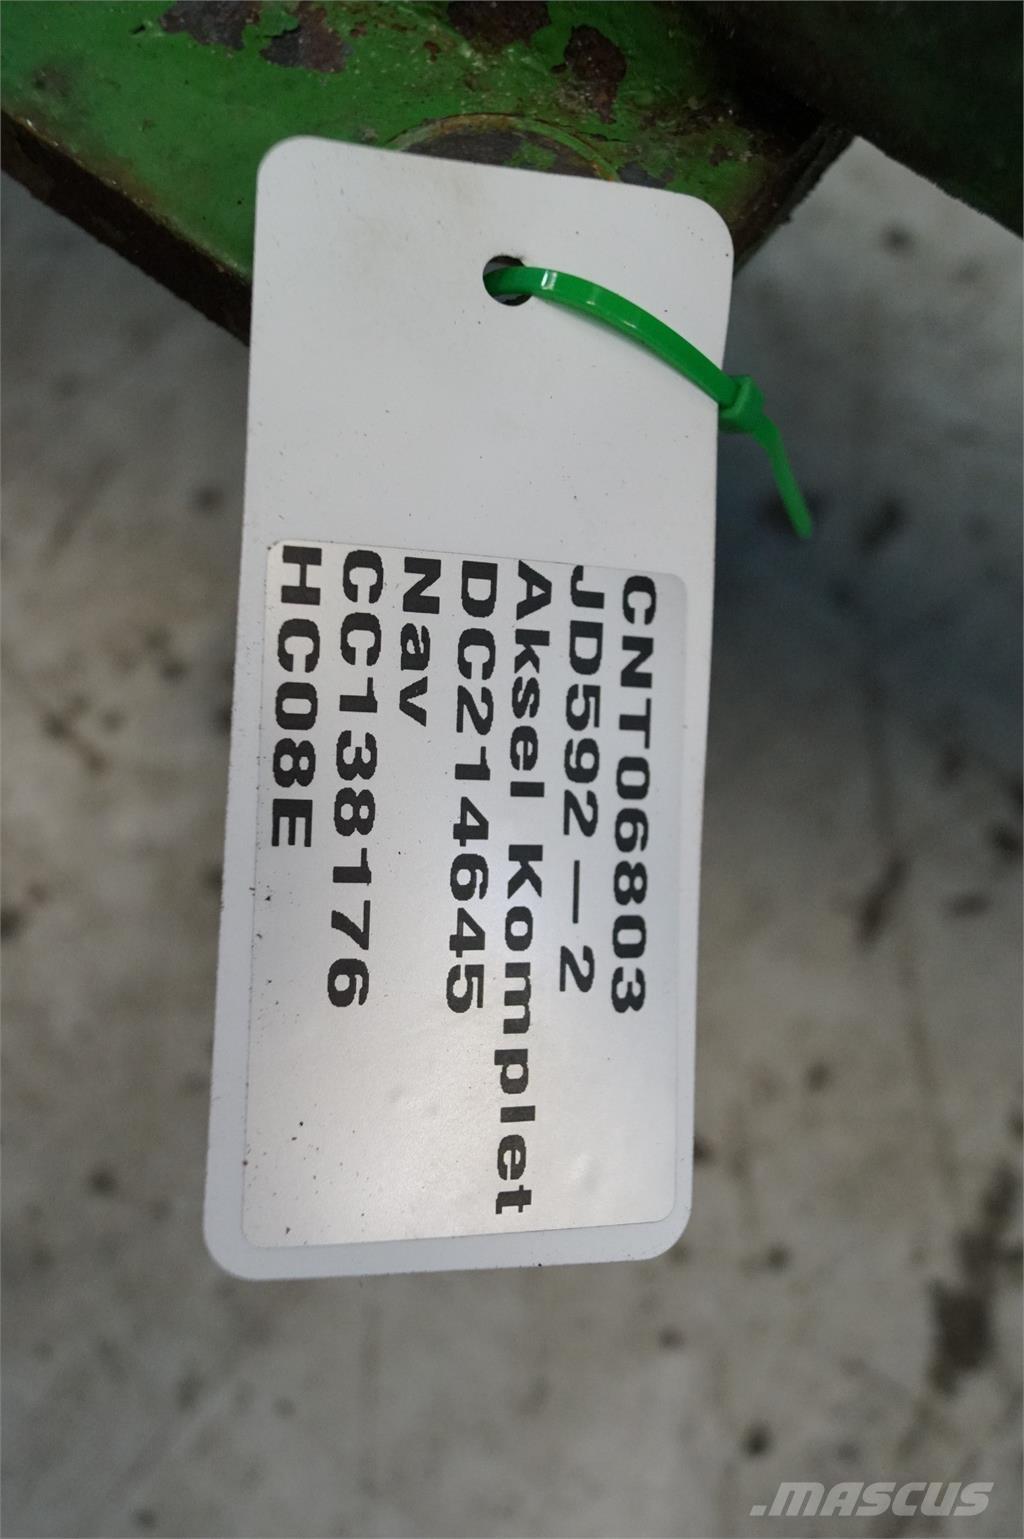 CNT06803
JD592-2
Aksel Komplet
DC214645
Nav
CC138176
HC08E
.MASCUS